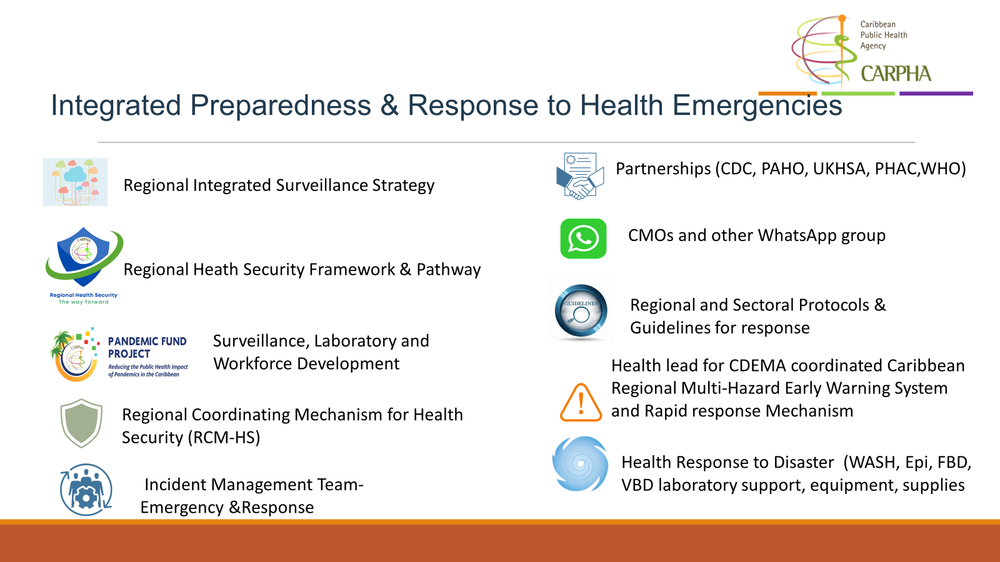 Caribbean
Public Health
Agency
CARPHA
Integrated Preparedness & Response to Health Emergencies
Regional Integrated Surveillance Strategy
CARPHA
Regional Health Security
The way forward
Regional Heath Security Framework & Pathway
CARPHA
PANDEMIC FUND
PROJECT
Reducing the Public Health Impact
of Pandemics in the Caribbean
Surveillance, Laboratory and
Workforce Development
Regional Coordinating Mechanism for Health
Security (RCM-HS)
Incident Management Team-
Emergency &Response
Partnerships (CDC, PAHO, UKHSA, PHAC,WHO)
CMOs and other WhatsApp group
GUIDELINES
Regional and Sectoral Protocols &
Guidelines for response
Health lead for CDEMA coordinated Caribbean
Regional Multi-Hazard Early Warning System
and Rapid response Mechanism
Health Response to Disaster  (WASH, Epi, FBD,
VBD laboratory support, equipment, supplies